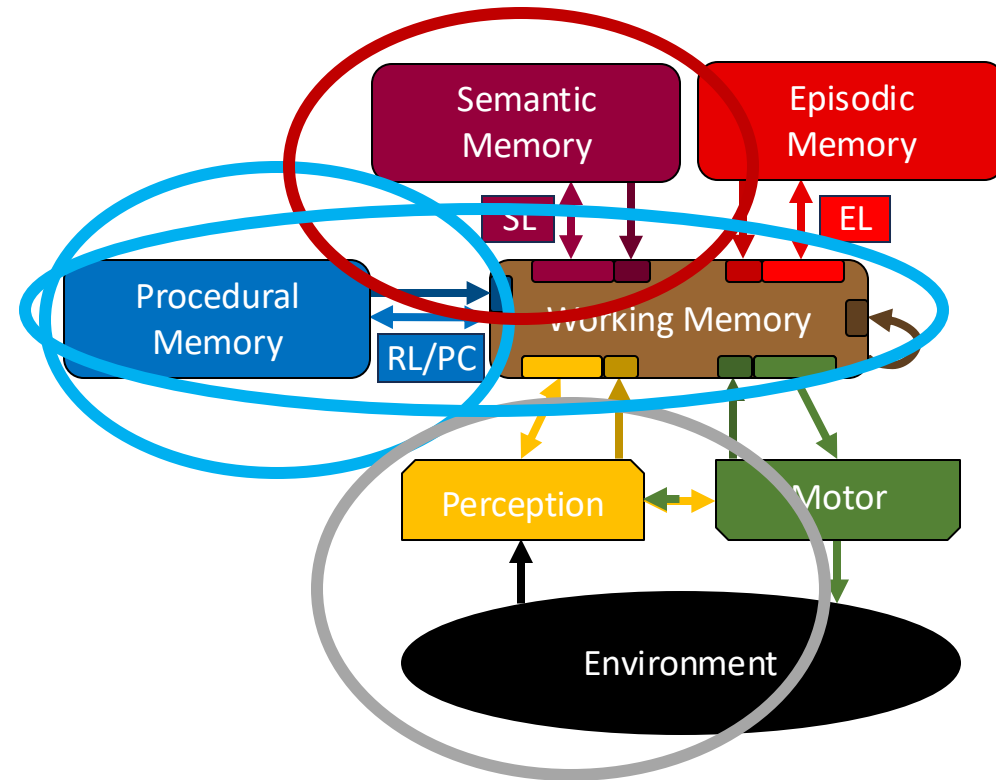 Semantic
Memory
Episodic
Memory
SL
EL
Procedural
Memory
Working Memory
RL/PC
Perception
Motor
Environment